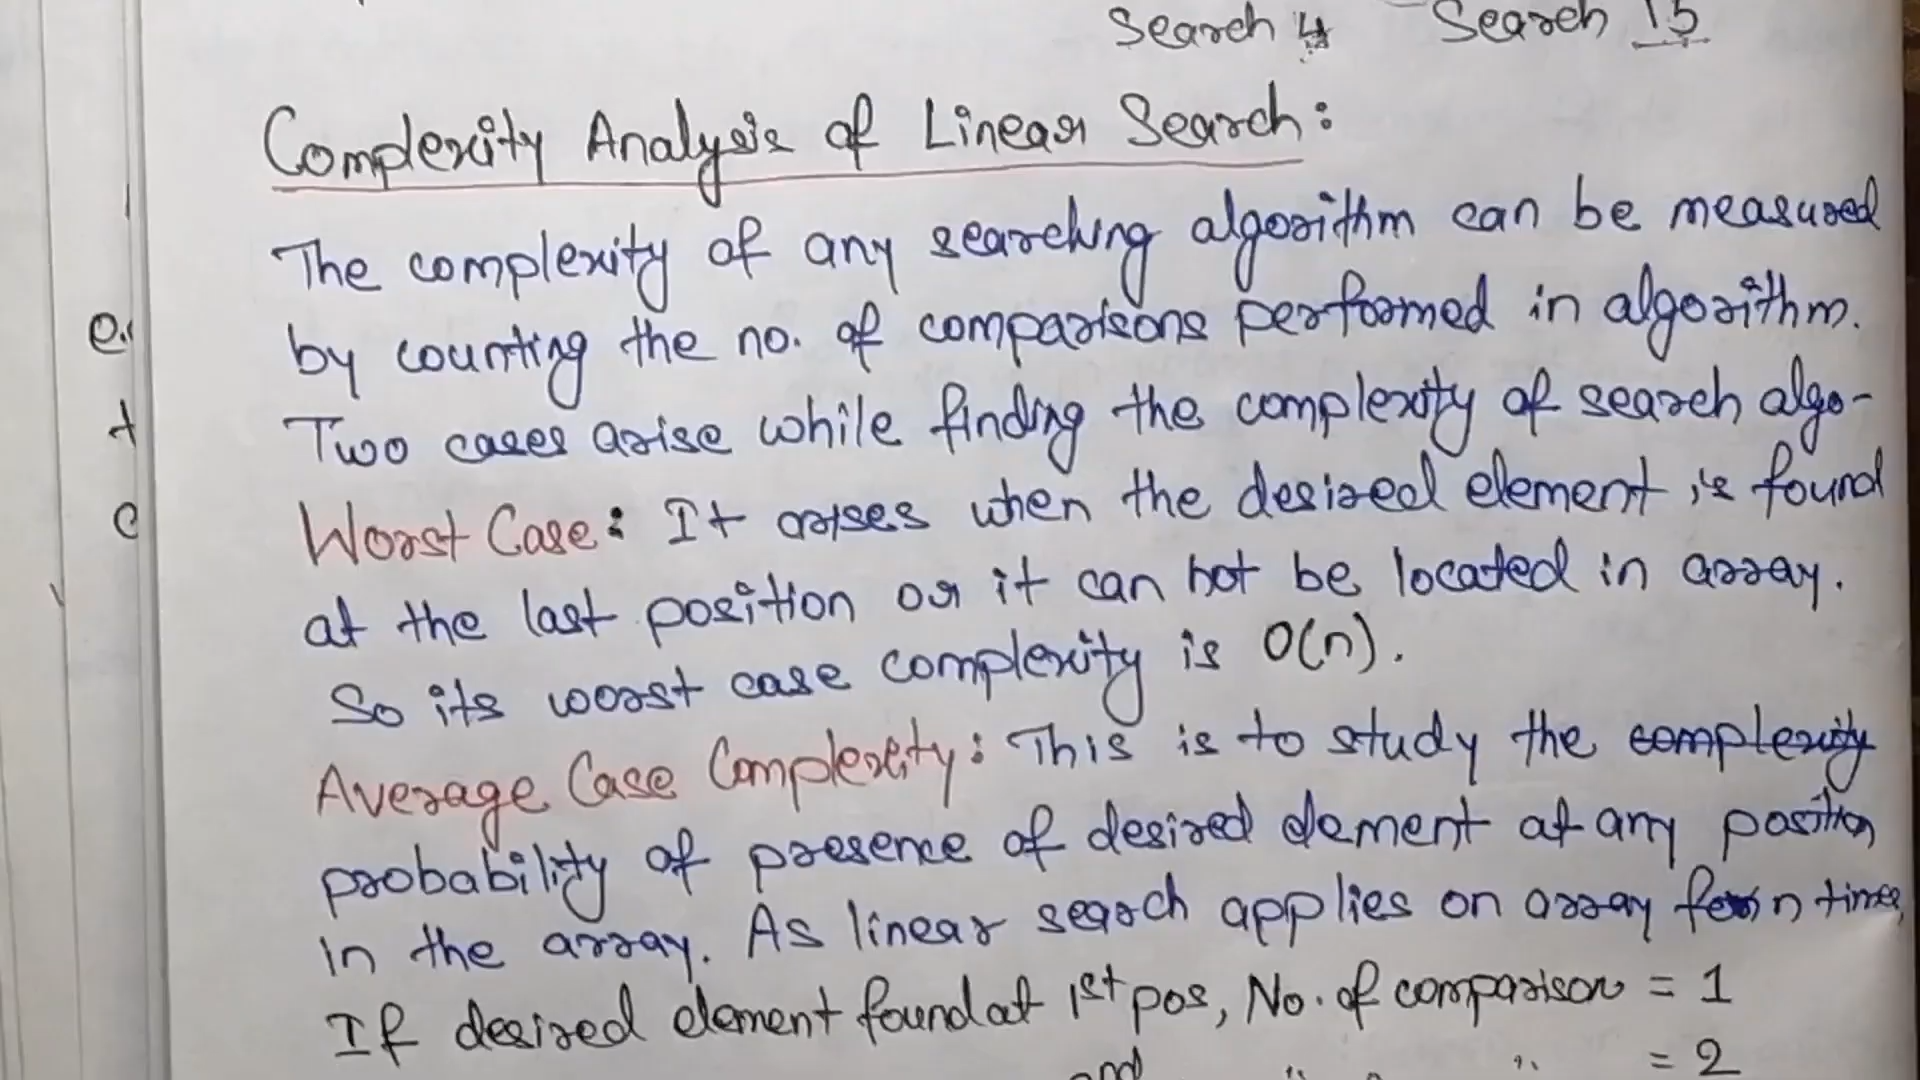 Search 4 Search 15
Complexity Analysis of Linear Search:
The complexity of any searching algorithm can be measured
by counting the no. of comparisons performed in algorithm.
Two cases arise while finding the complexity of search algo-
Worst Case: It arises when the desired element is found
at the last position or it can not be located in array.
So its worst case complexity is O(n).
Average Case Complexity: This is to study the complexity
probability of presence of desired element at any position
in the array. As linear search applies on array for n times,
If desired element found at 1st pos, No. of comparison = 1
2nd " " = 2